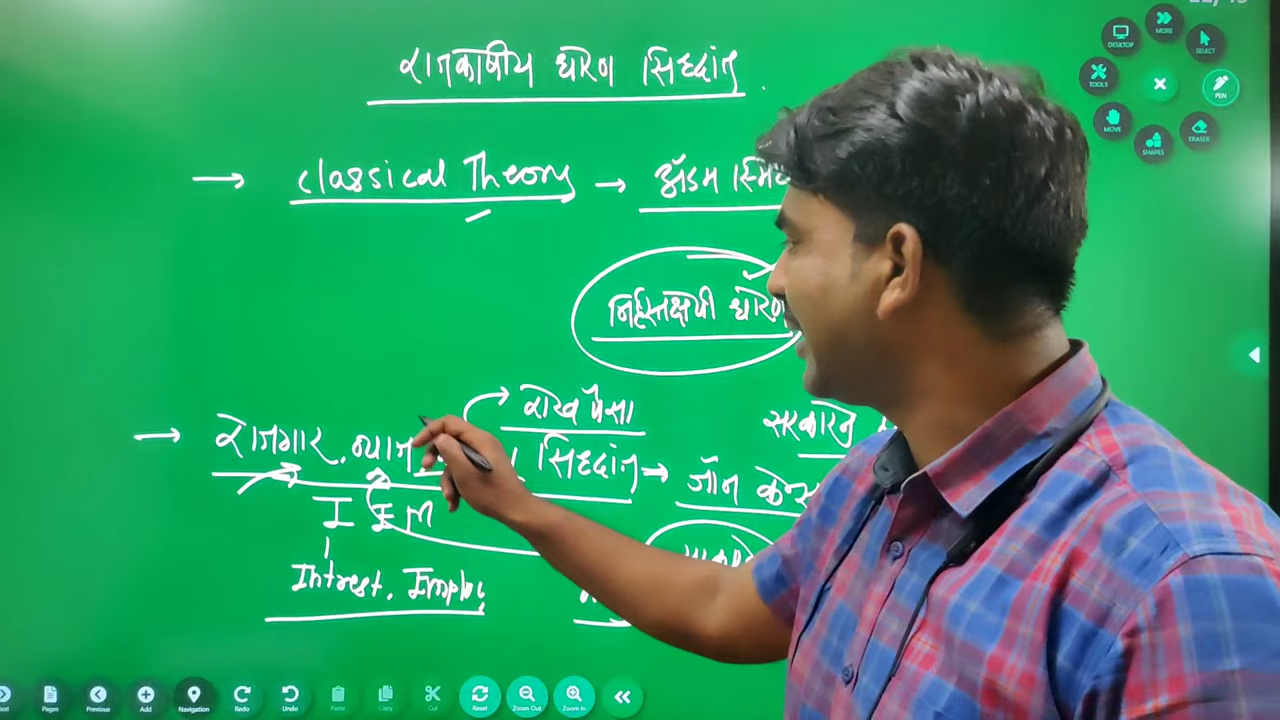 राजकोषीय धोरण सिद्धांत
→ classical Theory → ॲडम
निर्हस्तक्षेपी धोरण
रोख पैसा
सरकारने
→ रोजगार, व्याज सिद्धांत → जॉन
I E M
Intrest, Employ
DESKTOP
MORE
SELECT
TOOLS
PEN
MOVE
SHAPES
ERASER
Pages Previous Add Navigation Redo Undo Paste Copy Cut Reset Zoom Out Zoom In